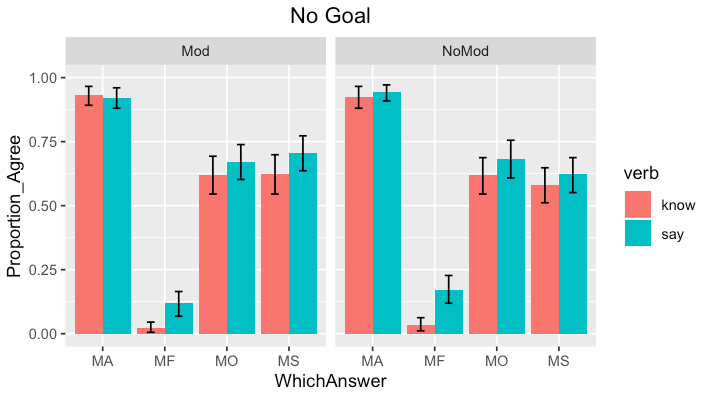 No Goal
Mod
NoMod
Proportion_Agree
1.00
0.75
0.50
0.25
0.00
MA
MF
MO
MS
MA
MF
MO
MS
WhichAnswer
verb
know
say